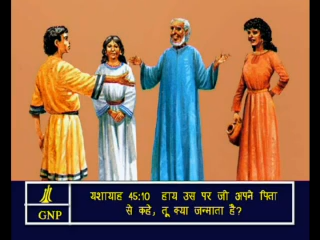 यशायाह 45:10 हाय उस पर जो अपने पिता
से कहे, तू क्या जन्माता है?
GNP